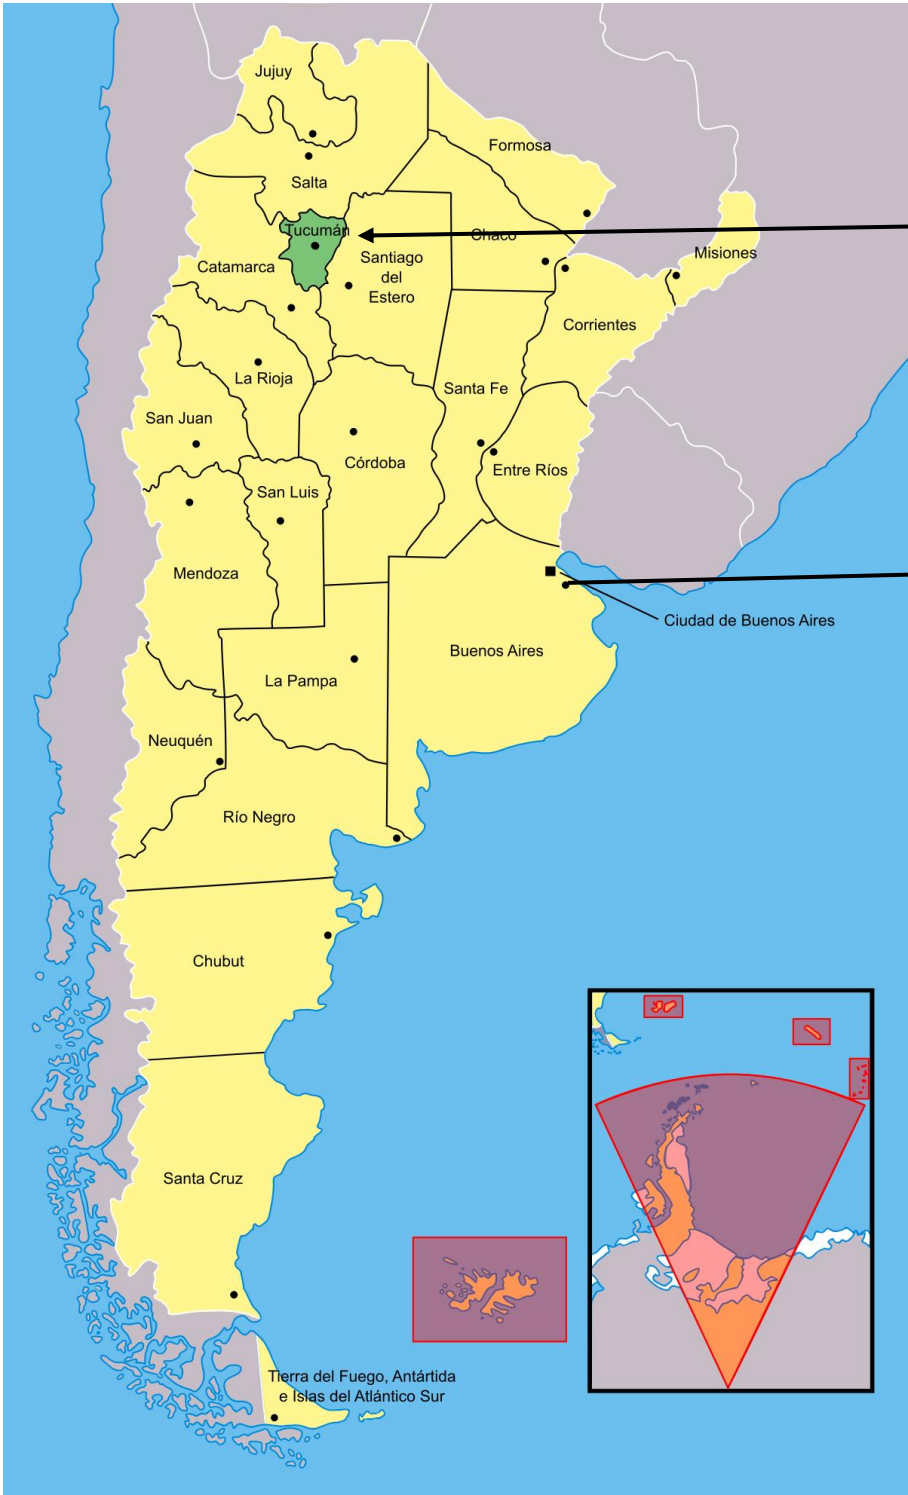 Jujuy
Formosa
Salta
Tucumán
Chaco
Misiones
Santiago
del
Estero
Catamarca
Corrientes
La Rioja
Santa Fe
San Juan
Córdoba
Entre Ríos
San Luis
Mendoza
Ciudad de Buenos Aires
Buenos Aires
La Pampa
Neuquén
Río Negro
Chubut
Santa Cruz
Tierra del Fuego, Antártida
e Islas del Atlántico Sur